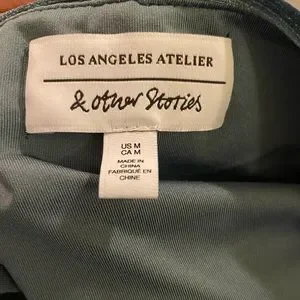 LOS ANGELES ATELIER
& other Stories
US M
CA M
MADE IN
CHINA
FABRIQUÉ EN
CHINE